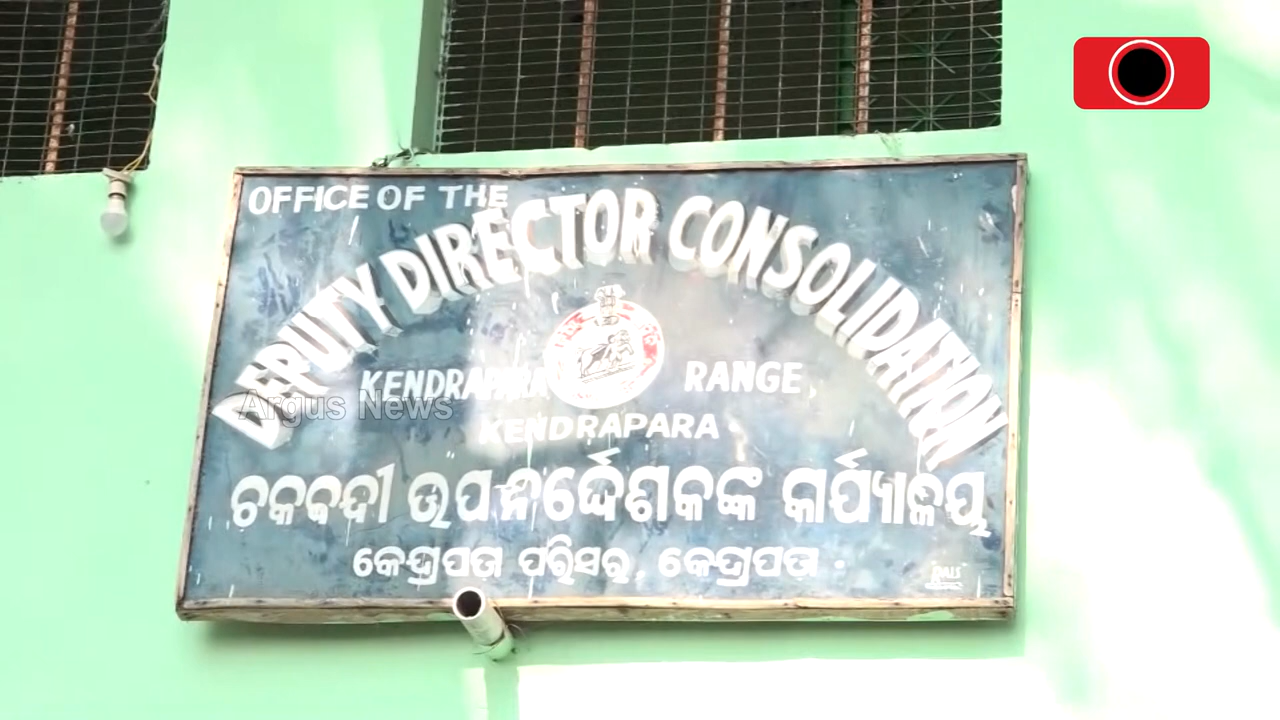 OFFICE OF THE
DEPUTY DIRECTOR CONSOLIDATION
KENDRAPARA RANGE,
KENDRAPARA
ଚକବନ୍ଦୀ ଉପନିର୍ଦ୍ଦେଶକଙ୍କ କାର୍ଯ୍ୟାଳୟ
କେନ୍ଦ୍ରାପଡା ପରିସର, କେନ୍ଦ୍ରାପଡା .
Argus News